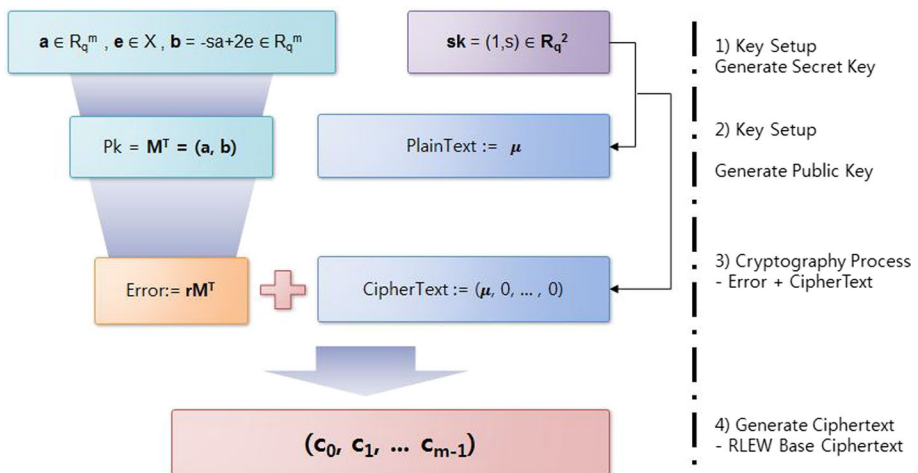 a ∈ R_q^m , e ∈ X , b = -sa+2e ∈ R_q^m
sk = (1,s) ∈ R_q^2
1) Key Setup
Generate Secret Key
Pk = M^T = (a, b)
PlainText := μ
2) Key Setup
Generate Public Key
Error:= rM^T
CipherText := (μ, 0, ... , 0)
3) Cryptography Process
- Error + CipherText
(c_0, c_1, ... c_{m-1})
4) Generate Ciphertext
- RLEW Base Ciphertext